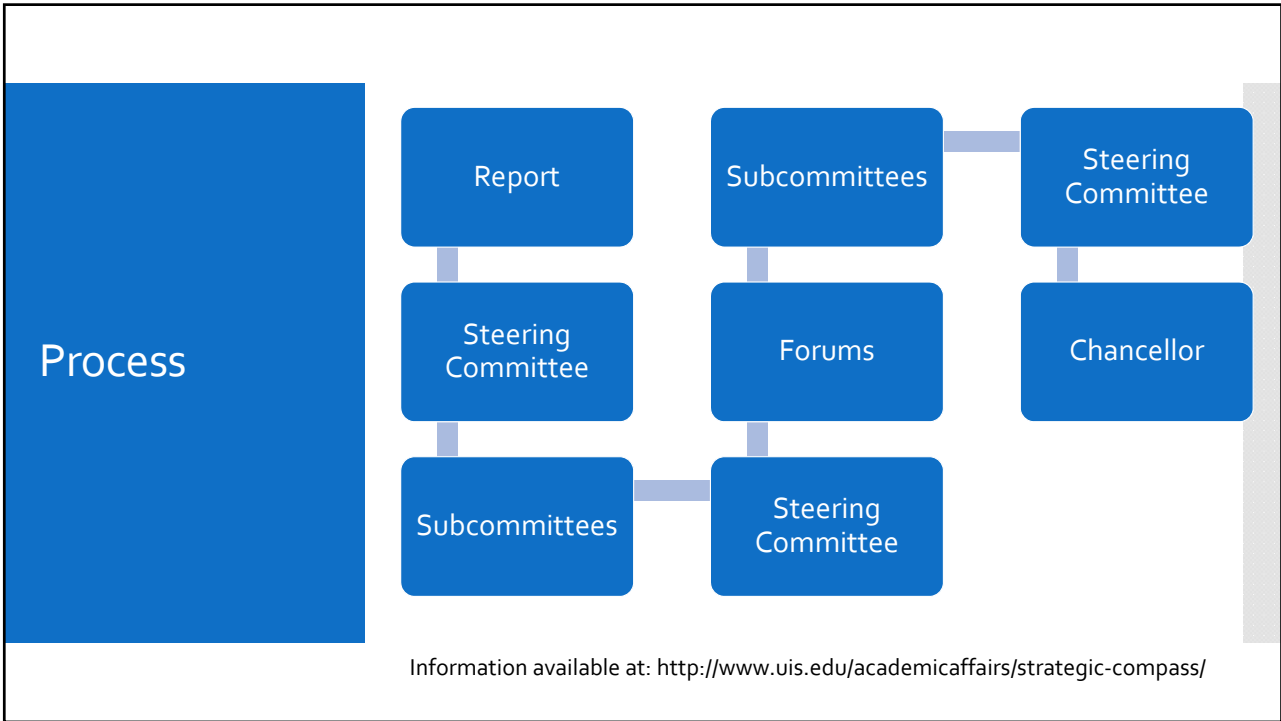 Process
Report
Steering
Committee
Subcommittees
Steering
Committee
Forums
Subcommittees
Steering
Committee
Chancellor
Information available at: http://www.uis.edu/academicaffairs/strategic-compass/